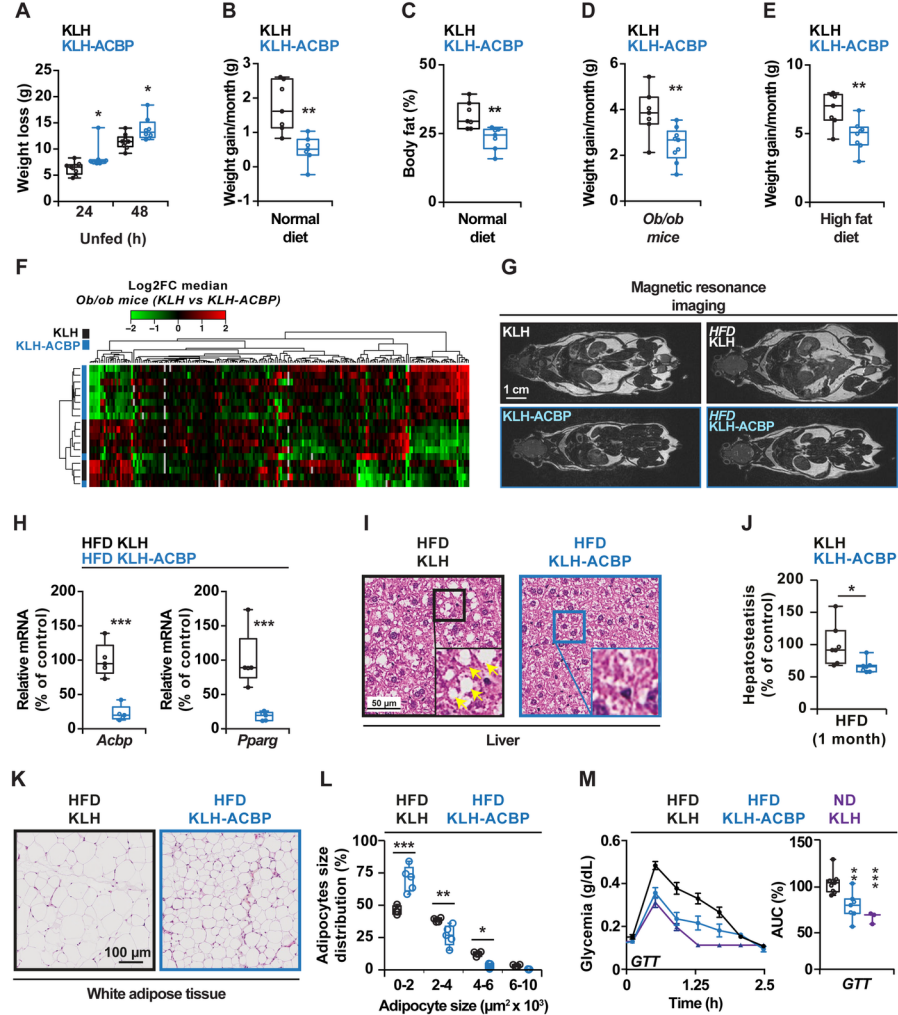 A
KLH
KLH-ACBP
Weight loss (g)
25
20
15
10
5
0
*
*
24
48
Unfed (h)
B
KLH
KLH-ACBP
Weight gain/month (g)
3
2
1
0
W-1
**
Normal
diet
C
KLH
KLH-ACBP
Body fat (%)
50
25
0
**
Normal
diet
D
KLH
KLH-ACBP
Weight gain/month (g)
6
4
2
0
**
Ob/ob
mice
E
KLH
KLH-ACBP
Weight gain/month (g)
10
5
0
**
High fat
diet
F
Log2FC median
Ob/ob mice (KLH vs KLH-ACBP)
−2 −1 0 1 2
KLH
KLH-ACBP
G
Magnetic resonance
imaging
KLH
1 cm
HFD
KLH
KLH-ACBP
HFD
KLH-ACBP
H
HFD KLH
HFD KLH-ACBP
Relative mRNA
(% of control)
200
150
100
50
0
***
Acbp
Relative mRNA
(% of control)
200
150
100
50
0
***
Pparg
I
HFD
KLH
HFD
KLH-ACBP
50 µm
Liver
J
KLH
KLH-ACBP
Hepatosteatisis
(% of control)
200
150
100
50
0
*
HFD
(1 month)
K
HFD
KLH
HFD
KLH-ACBP
100 µm
White adipose tissue
L
HFD
KLH
HFD
KLH-ACBP
Adipocytes size
distribution (%)
100
75
50
25
0
***
**
*
0–2
2–4
4–6
6–10
Adipocyte size (µm² x 10³)
M
HFD
KLH
HFD
KLH-ACBP
ND
KLH
Glycemia (g/dL)
0.6
0.4
0.2
0
GTT
0
1.25
2.5
Time (h)
AUC (%)
150
100
50
0
**
***
GTT